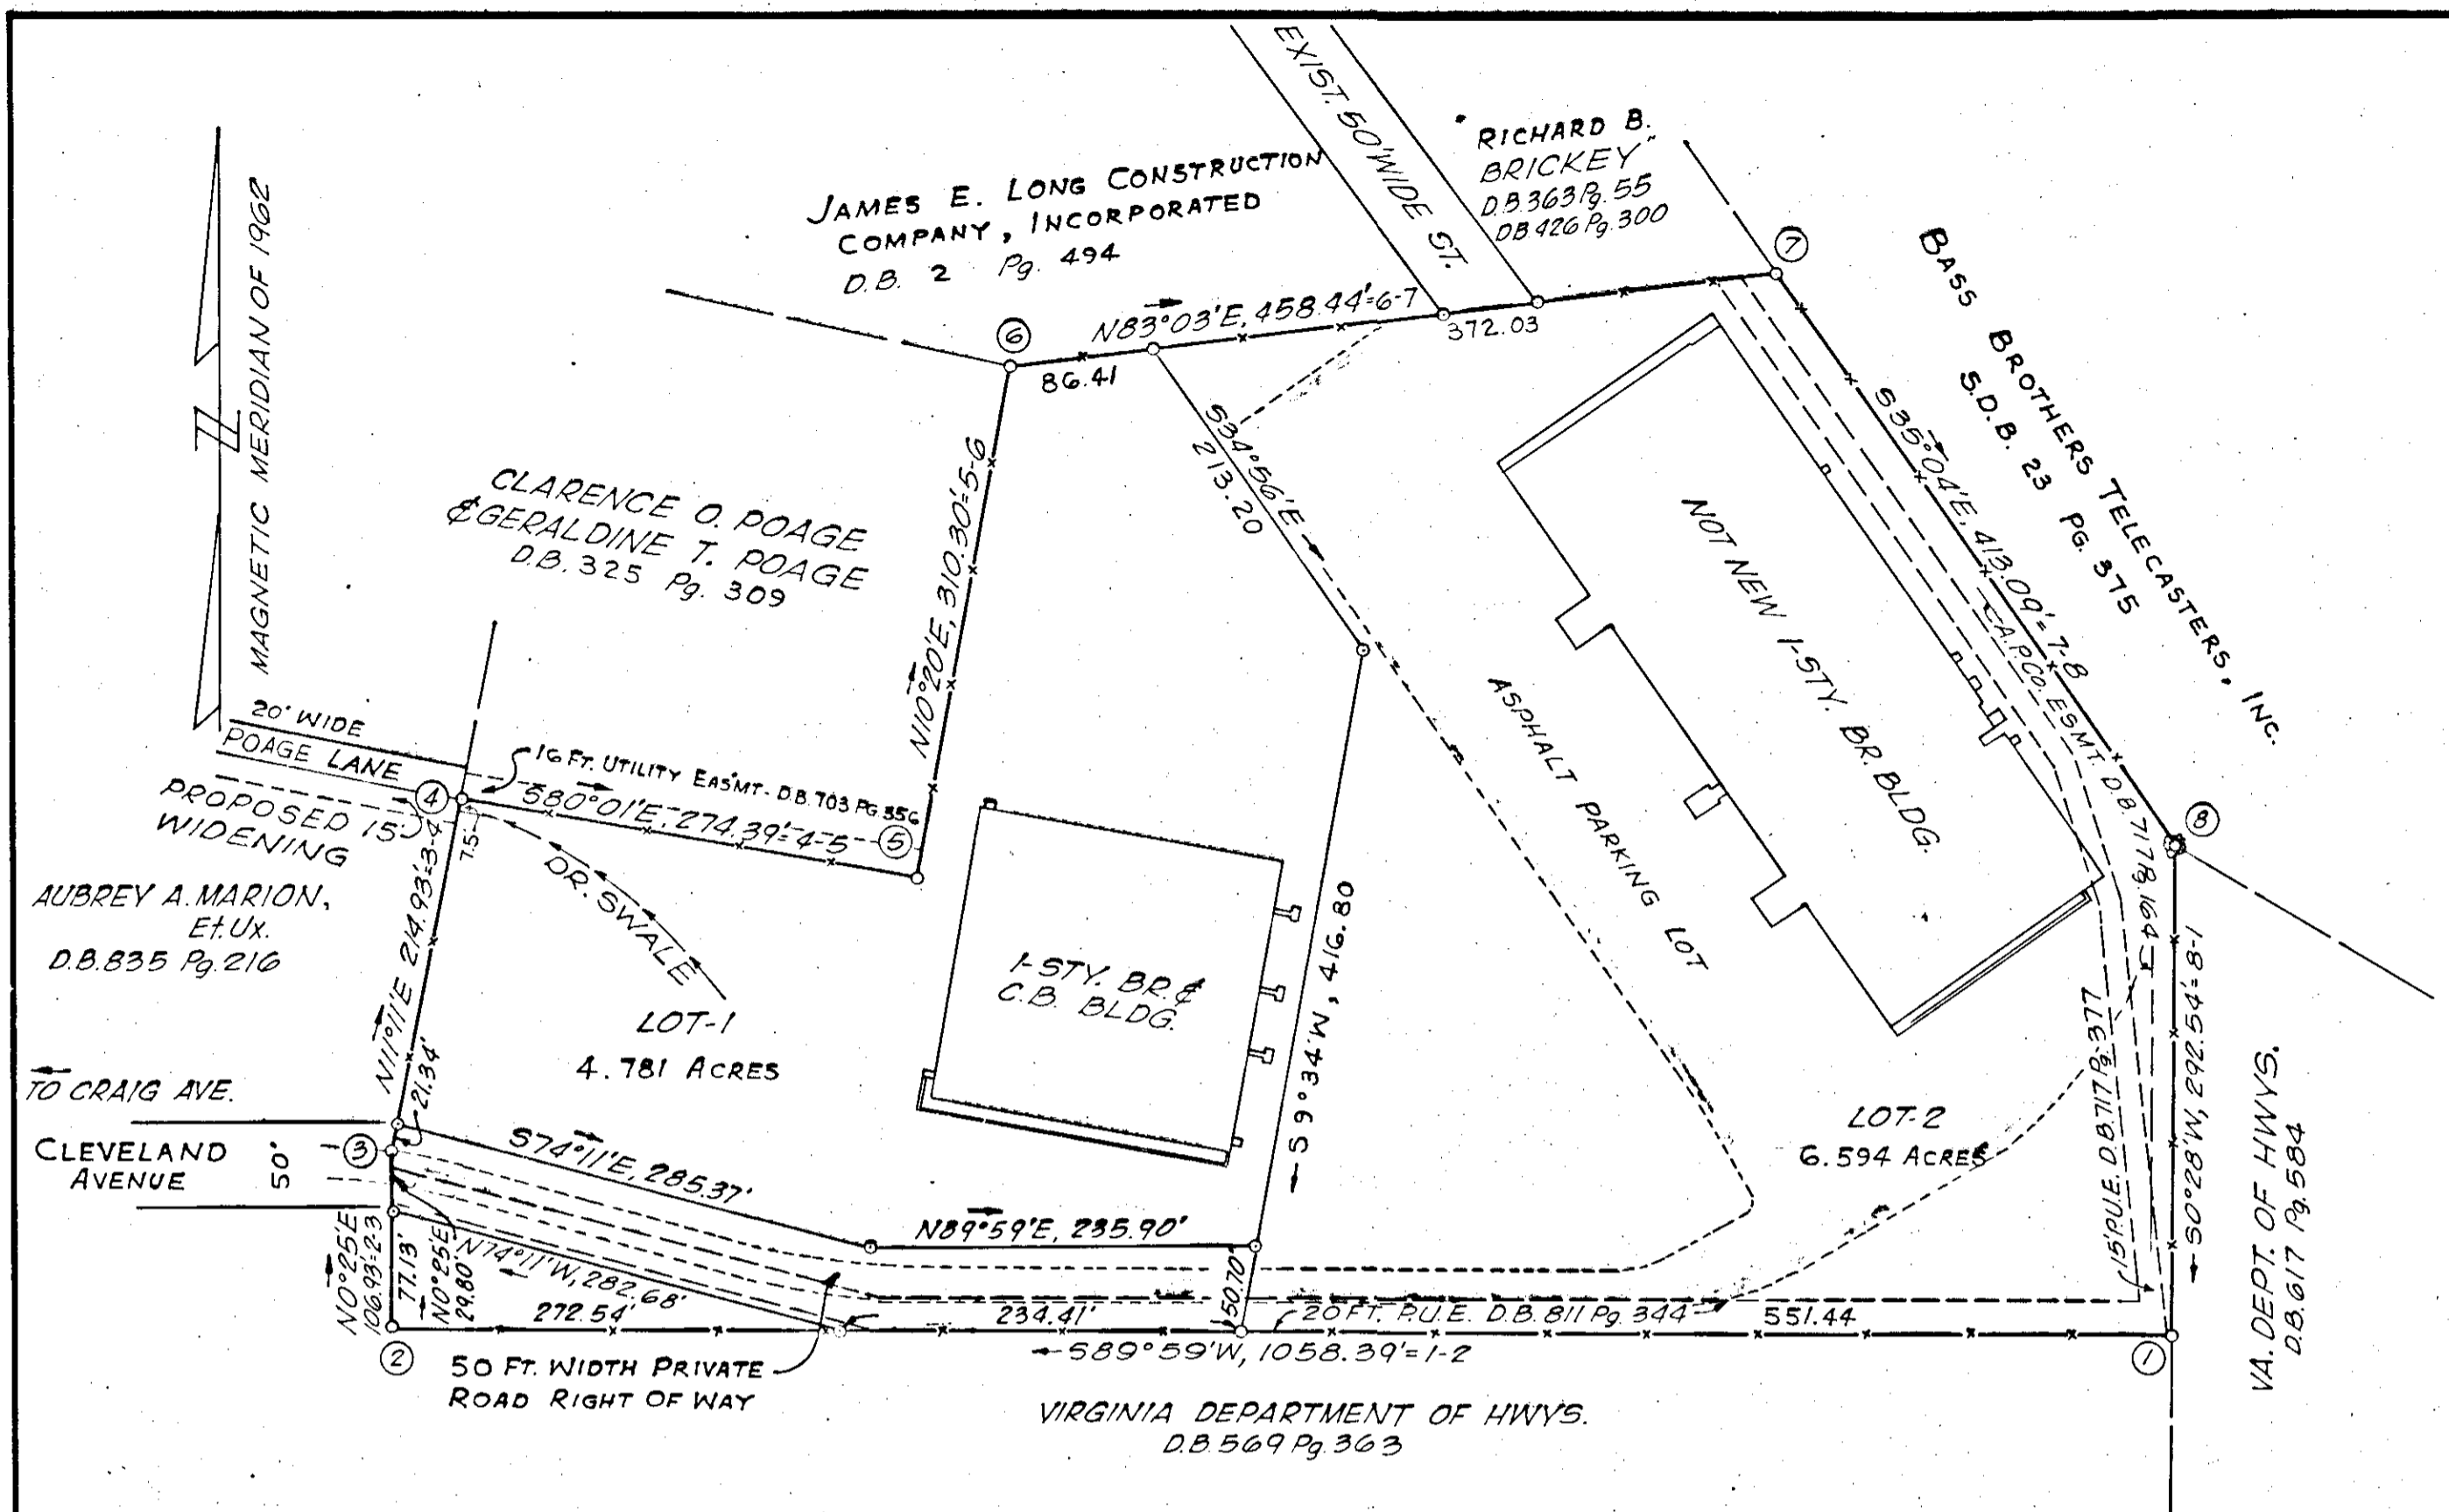 EXIST. 50' WIDE ST.
RICHARD B.
BRICKEY
D.B. 363 Pg. 55
D.B. 426 Pg. 300
JAMES E. LONG CONSTRUCTION
COMPANY, INCORPORATED
D.B. 2 Pg. 494
MAGNETIC MERIDIAN OF 1962
N
6
N83°03'E, 458.44'=6-7
86.41
372.03
7
BASS BROTHERS TELECASTERS, INC.
S.D.B. 23 PG. 375
S35°04'E, 413.09'=7-8
A.P.CO. ESMT. D.B. 717 Pg. 164
8
CLARENCE O. POAGE
& GERALDINE T. POAGE
D.B. 325 Pg. 309
N10°20'E, 310.30'=5-6
S34°56'E
213.20
NOT NEW 1-STY. BR. BLDG.
ASPHALT PARKING LOT
20' WIDE
POAGE LANE
PROPOSED 15'
WIDENING
4
16 FT. UTILITY EAS'MT. - D.B. 703 PG. 356
S80°01'E, 274.39'=4-5
5
7.5'
DR. SWALE
AUBREY A. MARION,
Et. Ux.
D.B. 835 Pg. 216
N11°11'E 214.93'=3-4
21.34'
1-STY. BR. &
C.B. BLDG.
S9°34'W, 416.80
LOT-1
4.781 ACRES
LOT-2
6.594 ACRES
15' P.U.E. D.B. 717 Pg. 377
S0°28'W, 292.54'=8-1
VA. DEPT. OF HWYS.
D.B. 617 Pg. 584
TO CRAIG AVE.
CLEVELAND
AVENUE
50'
3
S74°11'E, 285.37'
N89°59'E, 235.90'
N0°25'E
106.93'=2-3
77.13'
N0°25'E
29.80'
N74°11'W, 282.68'
272.54'
234.41'
50.70'
20 FT. P.U.E. D.B. 811 Pg. 344
551.44
S89°59'W, 1058.39'=1-2
2
1
50 FT. WIDTH PRIVATE
ROAD RIGHT OF WAY
VIRGINIA DEPARTMENT OF HWYS.
D.B. 569 Pg. 363